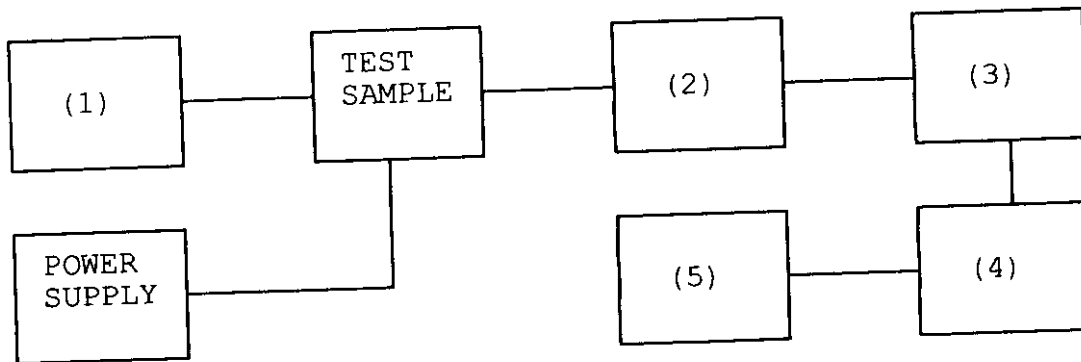 (1)
TEST
SAMPLE
(2)
(3)
POWER
SUPPLY
(5)
(4)